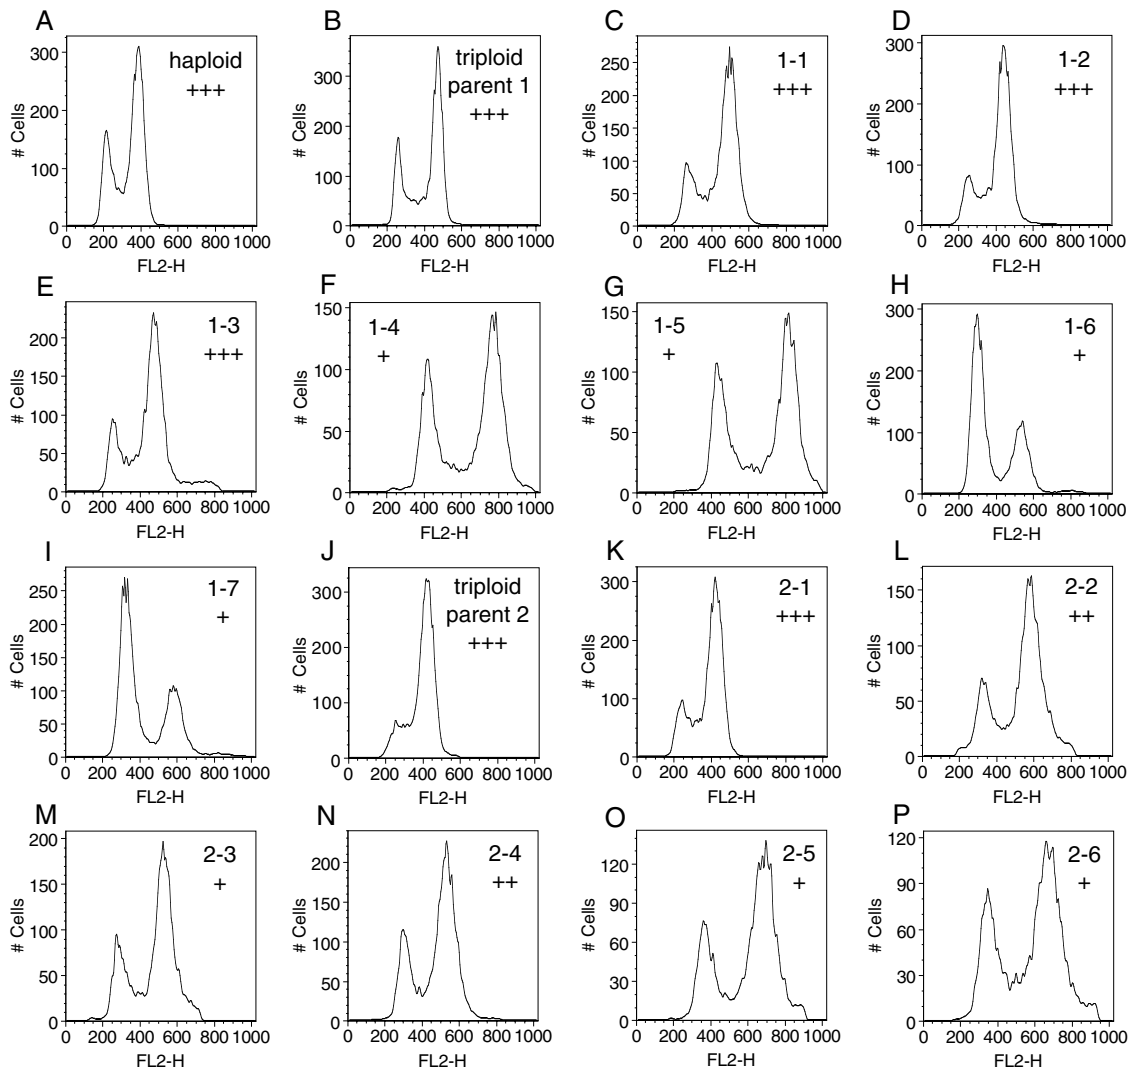 A
B
C
D
haploid
+++
300
200
100
0
# Cells
0 200 400 600 800 1000
FL2-H
triploid
parent 1
+++
300
200
100
0
# Cells
0 200 400 600 800 1000
FL2-H
1-1
+++
250
200
150
100
50
0
# Cells
0 200 400 600 800 1000
FL2-H
1-2
+++
300
200
100
0
# Cells
0 200 400 600 800 1000
FL2-H
E
F
G
H
1-3
+++
200
150
100
50
0
# Cells
0 200 400 600 800 1000
FL2-H
1-4
+
150
100
50
0
# Cells
0 200 400 600 800 1000
FL2-H
1-5
+
150
100
50
0
# Cells
0 200 400 600 800 1000
FL2-H
1-6
+
300
200
100
0
# Cells
0 200 400 600 800 1000
FL2-H
I
J
K
L
1-7
+
250
200
150
100
50
0
# Cells
0 200 400 600 800 1000
FL2-H
triploid
parent 2
+++
300
200
100
0
# Cells
0 200 400 600 800 1000
FL2-H
2-1
+++
300
200
100
0
# Cells
0 200 400 600 800 1000
FL2-H
2-2
++
150
100
50
0
# Cells
0 200 400 600 800 1000
FL2-H
M
N
O
P
2-3
+
200
150
100
50
0
# Cells
0 200 400 600 800 1000
FL2-H
2-4
++
200
150
100
50
0
# Cells
0 200 400 600 800 1000
FL2-H
2-5
+
120
90
60
30
0
# Cells
0 200 400 600 800 1000
FL2-H
2-6
+
120
90
60
30
0
# Cells
0 200 400 600 800 1000
FL2-H